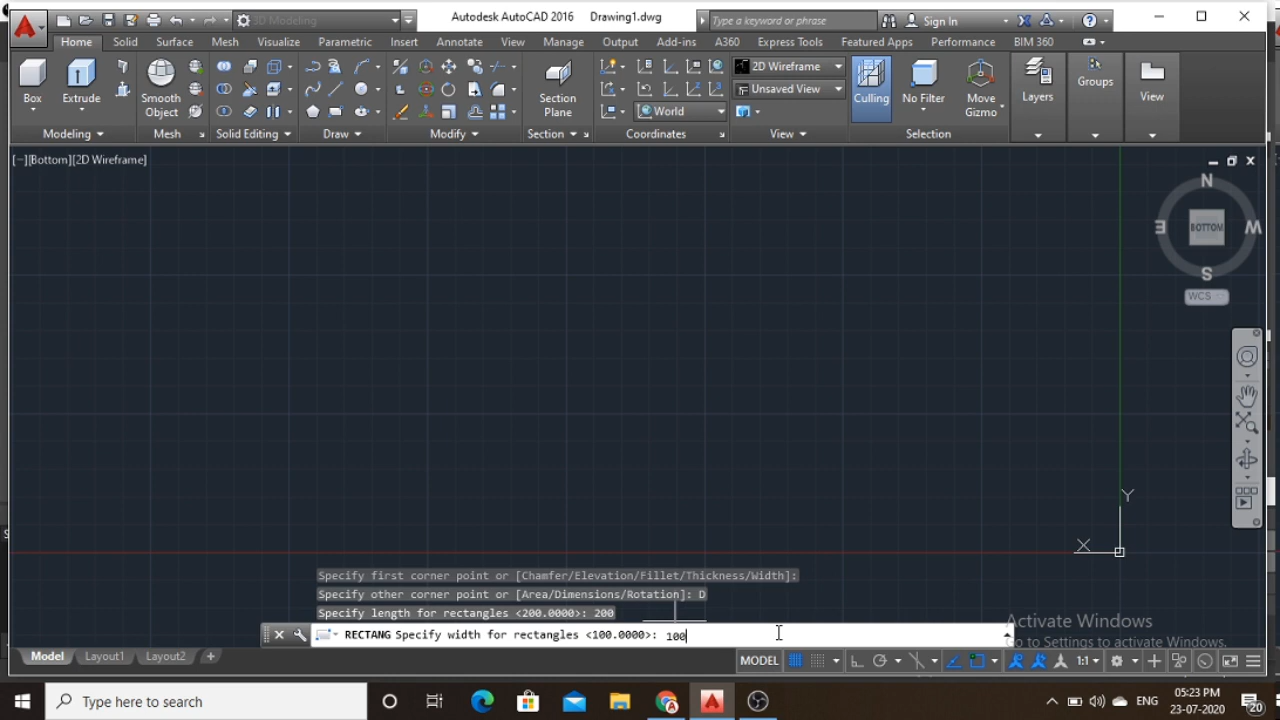 Autodesk AutoCAD 2016 Drawing1.dwg
3D Modeling
Type a keyword or phrase
Sign In
Home Solid Surface Mesh Visualize Parametric Insert Annotate View Manage Output Add-ins A360 Express Tools Featured Apps Performance BIM 360
Box
Extrude
Smooth
Object
Section
Plane
World
2D Wireframe
Unsaved View
Culling
No Filter
Move
Gizmo
Layers
Groups
View
Modeling Mesh Solid Editing Draw Modify Section Coordinates View Selection
[−][Bottom][2D Wireframe]
N
E BOTTOM W
S
WCS
Y
X
Specify first corner point or [Chamfer/Elevation/Fillet/Thickness/Width]:
Specify other corner point or [Area/Dimensions/Rotation]: D
Specify length for rectangles <200.0000>: 200
RECTANG Specify width for rectangles <100.0000>: 100
Activate Windows
Go to Settings to activate Windows.
Model Layout1 Layout2 +
MODEL 1:1
Type here to search
ENG
05:23 PM
23-07-2020
20